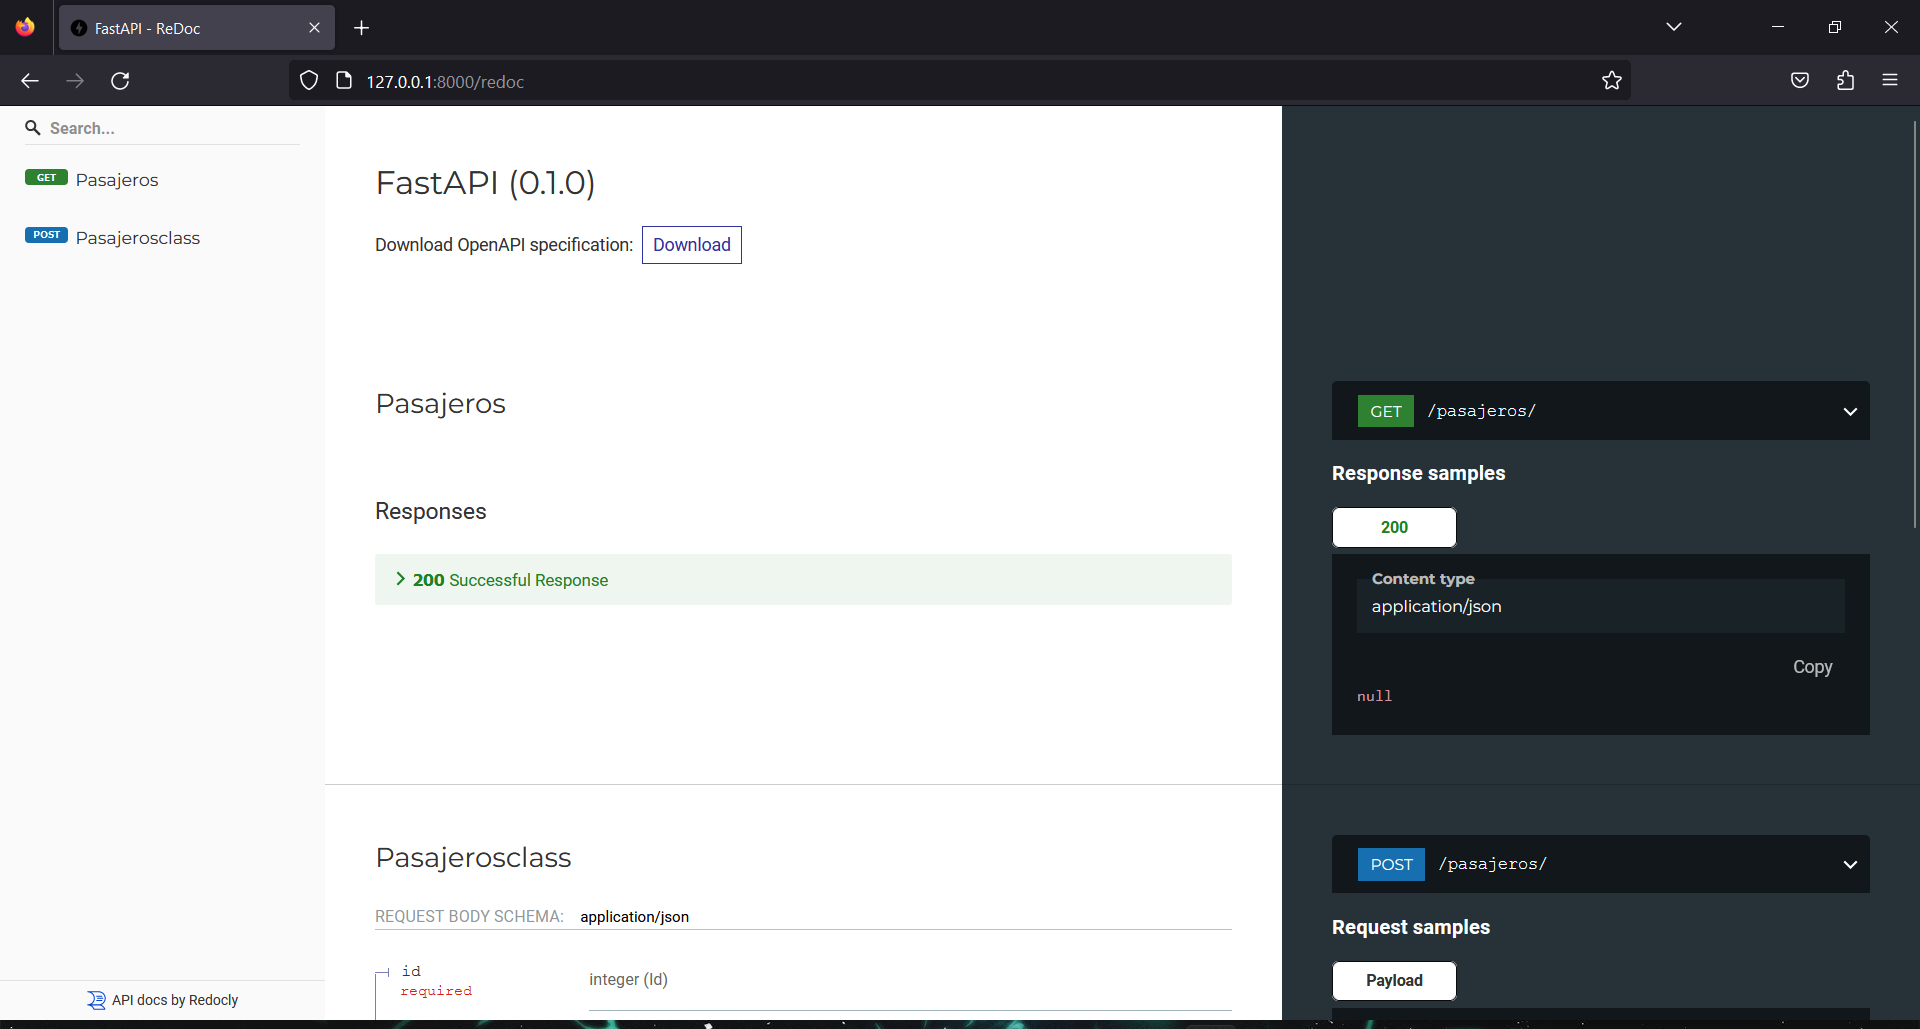 FastAPI - ReDoc
127.0.0.1:8000/redoc
Search...
GET Pasajeros
POST Pasajerosclass
API docs by Redocly
FastAPI (0.1.0)
Download OpenAPI specification: Download
Pasajeros
Responses
200 Successful Response
GET /pasajeros/
Response samples
200
Content type
application/json
Copy
null
Pasajerosclass
REQUEST BODY SCHEMA: application/json
id
required
integer (Id)
POST /pasajeros/
Request samples
Payload